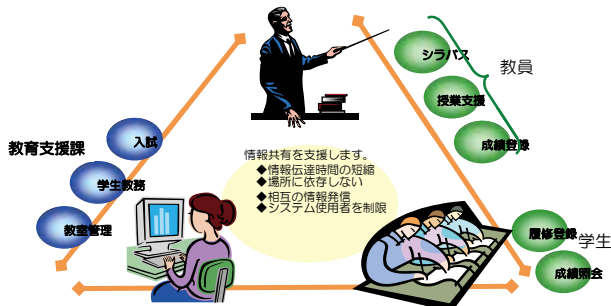 シラバス
教員
授業支援
成績登録
入試
教育支援課
学生教務
教室管理
情報共有を支援します。
◆情報伝達時間の短縮
◆場所に依存しない
◆相互の情報発信
◆システム使用者を制限
履修登録
学生
成績照会